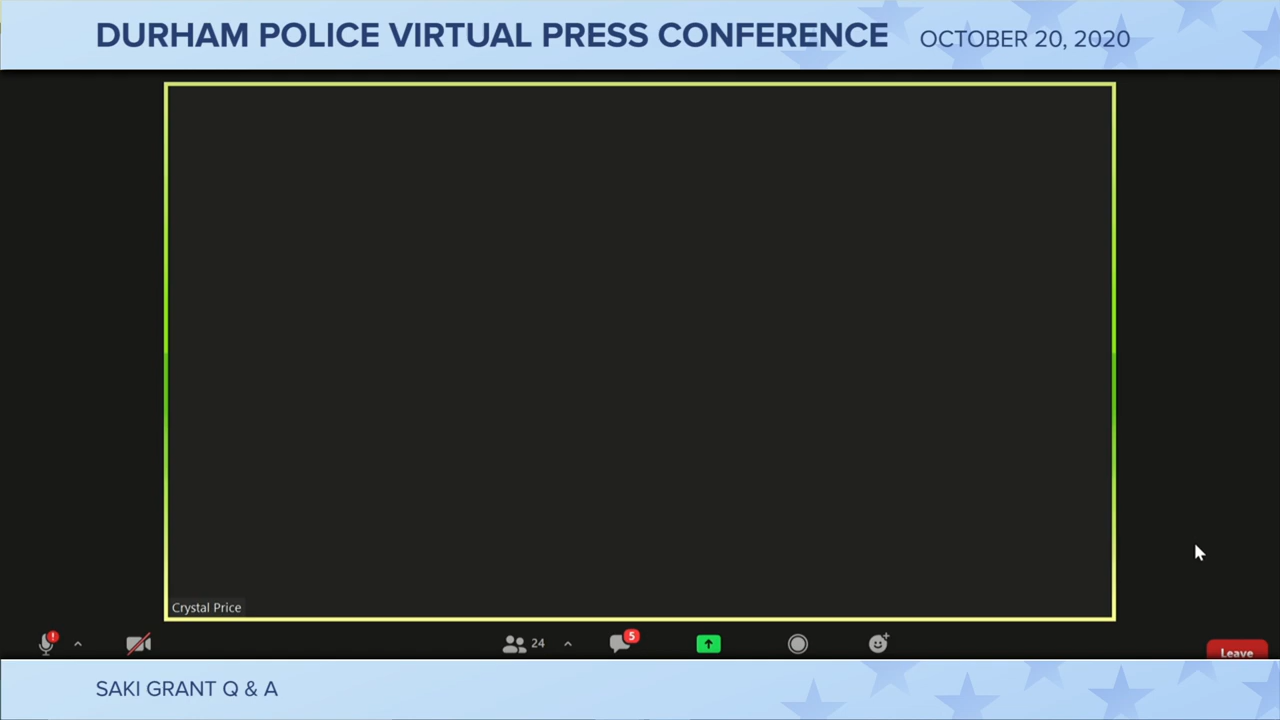 DURHAM POLICE VIRTUAL PRESS CONFERENCE OCTOBER 20, 2020
Crystal Price
!
24
5
Leave
SAKI GRANT Q & A